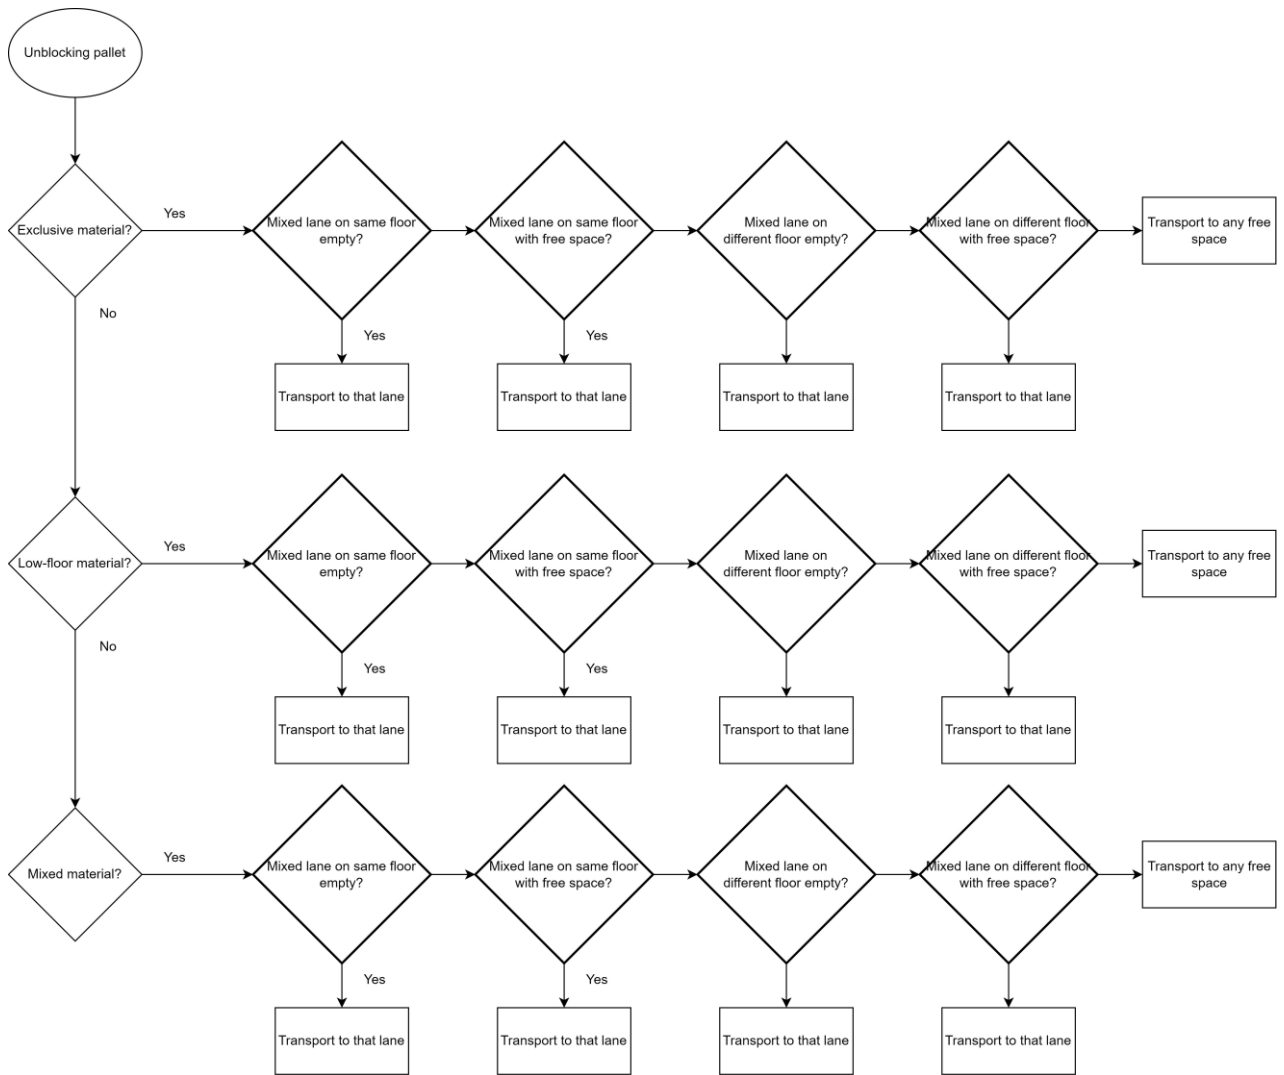 Unblocking pallet
Exclusive material?
Yes
Mixed lane on same floor
empty?
Mixed lane on same floor
with free space?
Mixed lane on
different floor empty?
Mixed lane on different floor
with free space?
Transport to any free
space
No
Yes
Yes
Transport to that lane
Transport to that lane
Transport to that lane
Transport to that lane
Low-floor material?
Yes
Mixed lane on same floor
empty?
Mixed lane on same floor
with free space?
Mixed lane on
different floor empty?
Mixed lane on different floor
with free space?
Transport to any free
space
No
Yes
Yes
Transport to that lane
Transport to that lane
Transport to that lane
Transport to that lane
Mixed material?
Yes
Mixed lane on same floor
empty?
Mixed lane on same floor
with free space?
Mixed lane on
different floor empty?
Mixed lane on different floor
with free space?
Transport to any free
space
Yes
Yes
Transport to that lane
Transport to that lane
Transport to that lane
Transport to that lane